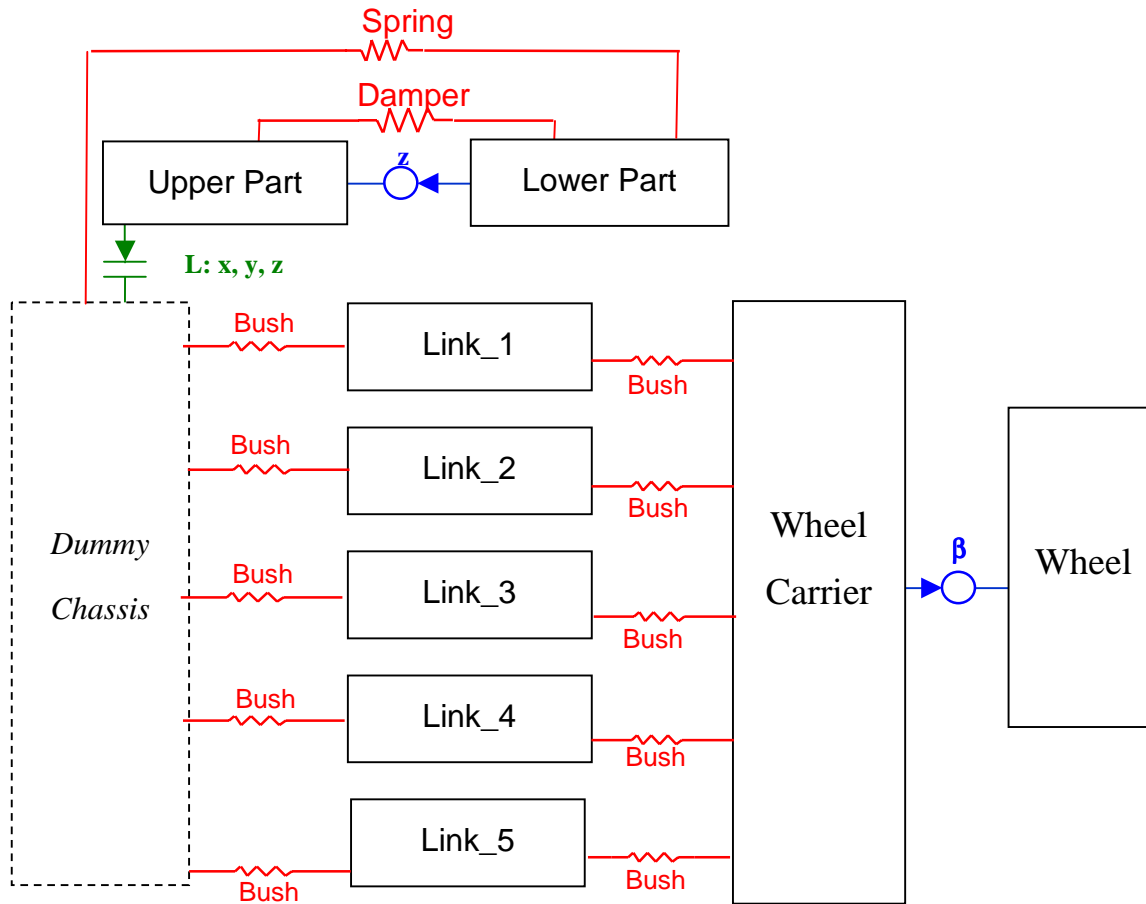 Spring
Damper
Upper Part
z
Lower Part
L: x, y, z
Bush
Link_1
Bush
Bush
Link_2
Bush
Dummy
Chassis
Bush
Link_3
Bush
Wheel
Carrier
β
Wheel
Bush
Link_4
Bush
Bush
Link_5
Bush